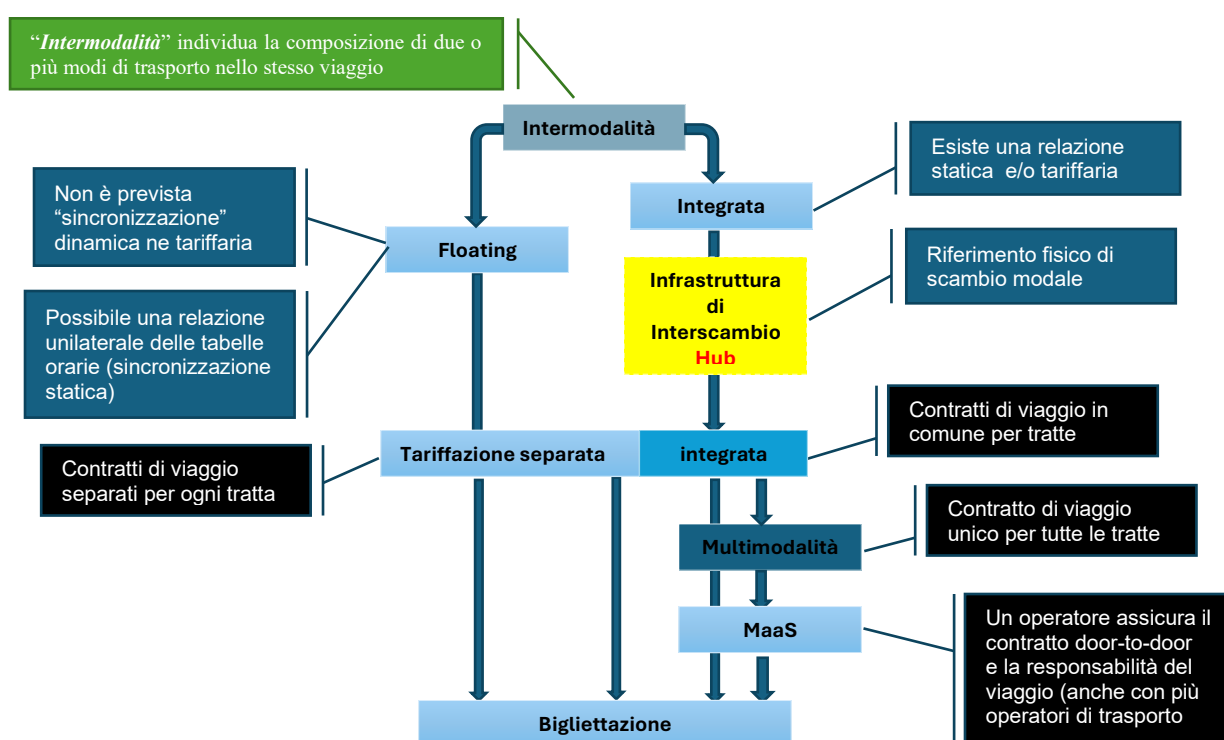 “Intermodalità” individua la composizione di due o
più modi di trasporto nello stesso viaggio
Intermodalità
Esiste una relazione
statica e/o tariffaria
Non è prevista
“sincronizzazione”
dinamica ne tariffaria
Integrata
Floating
Riferimento fisico di
scambio modale
Infrastruttura
di
Interscambio
Hub
Possibile una relazione
unilaterale delle tabelle
orarie (sincronizzazione
statica)
Contratti di viaggio in
comune per tratte
Tariffazione separata
integrata
Contratti di viaggio
separati per ogni tratta
Contratto di viaggio
unico per tutte le tratte
Multimodalità
MaaS
Un operatore assicura il
contratto door-to-door
e la responsabilità del
viaggio (anche con più
operatori di trasporto
Bigliettazione